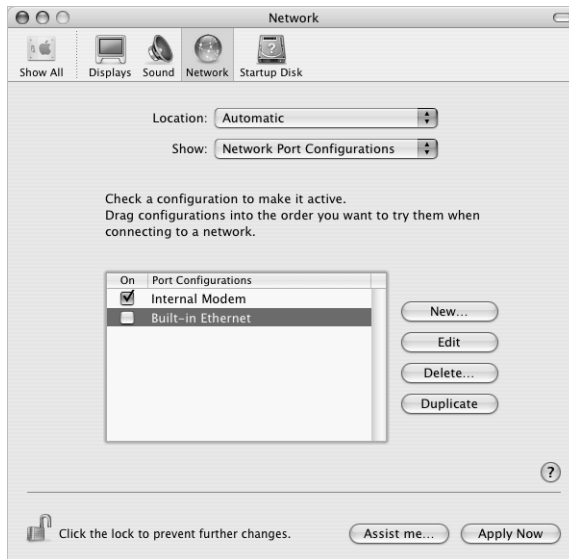 Network
Show All Displays Sound Network Startup Disk
Location: Automatic
Show: Network Port Configurations
Check a configuration to make it active.
Drag configurations into the order you want to try them when
connecting to a network.
On Port Configurations
Internal Modem
Built-in Ethernet
New...
Edit
Delete...
Duplicate
?
Click the lock to prevent further changes. Assist me... Apply Now